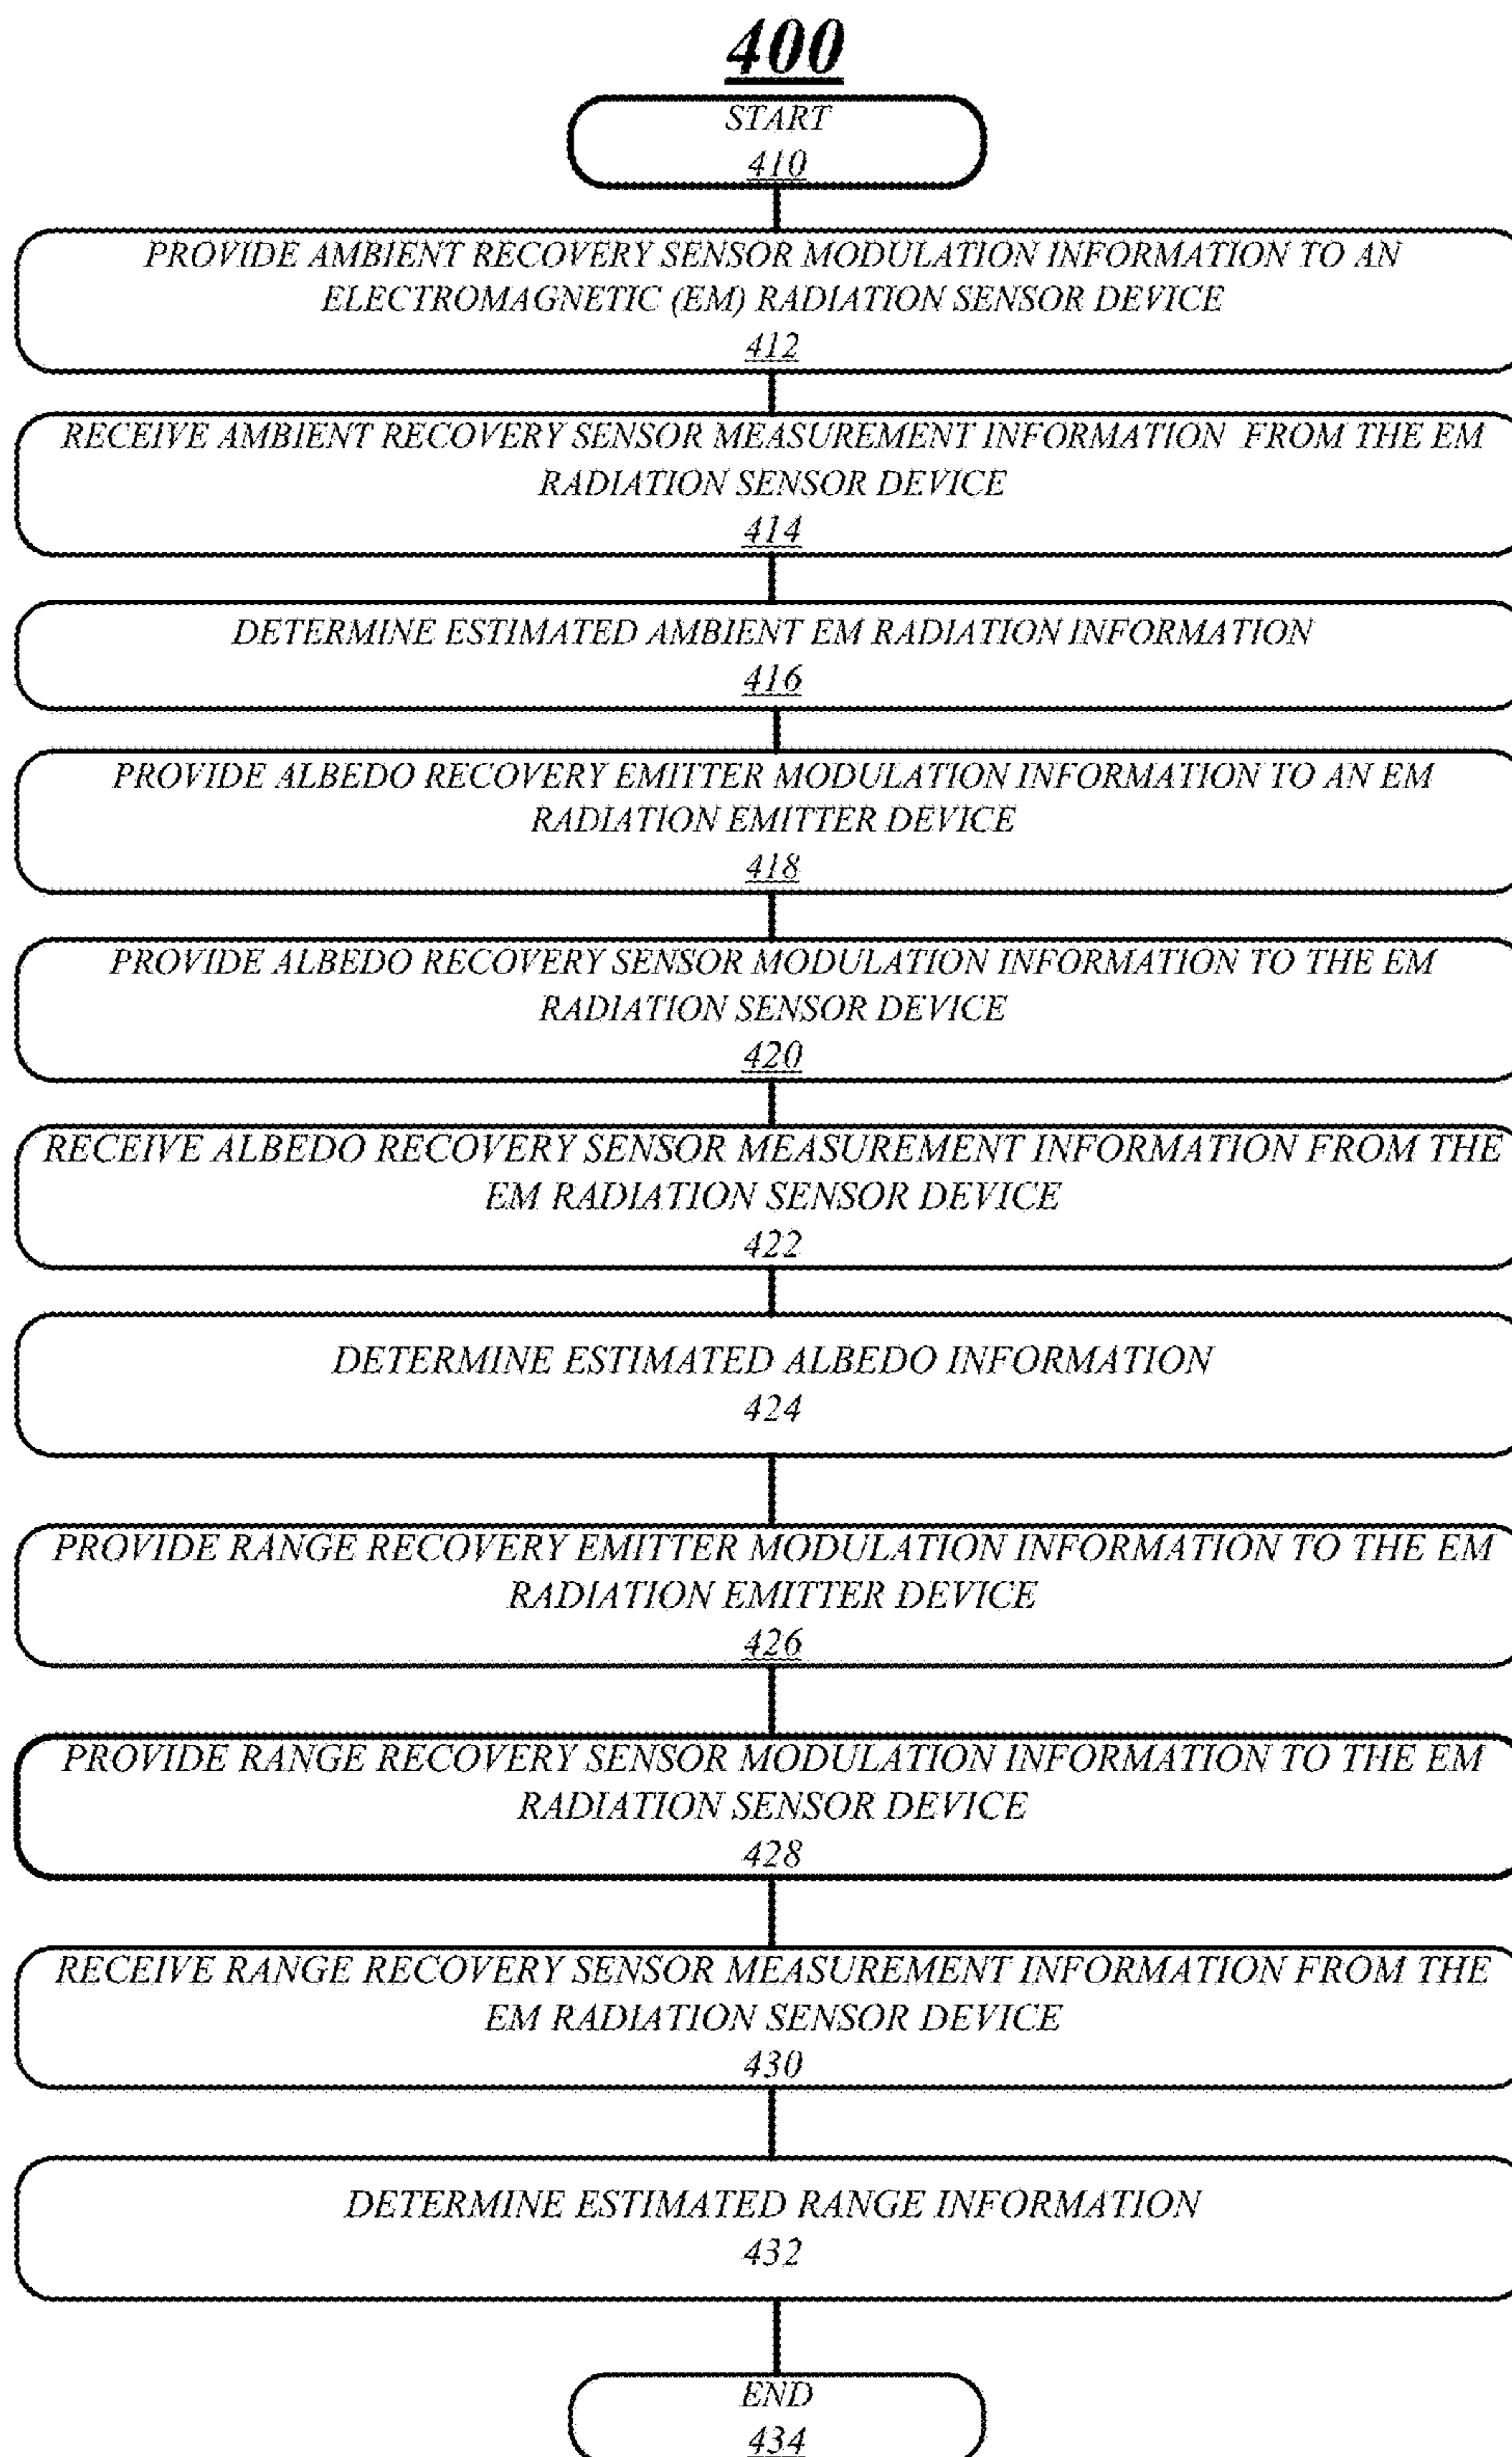 400
START
410
PROVIDE AMBIENT RECOVERY SENSOR MODULATION INFORMATION TO AN
ELECTROMAGNETIC (EM) RADIATION SENSOR DEVICE
412
RECEIVE AMBIENT RECOVERY SENSOR MEASUREMENT INFORMATION FROM THE EM
RADIATION SENSOR DEVICE
414
DETERMINE ESTIMATED AMBIENT EM RADIATION INFORMATION
416
PROVIDE ALBEDO RECOVERY EMITTER MODULATION INFORMATION TO AN EM
RADIATION EMITTER DEVICE
418
PROVIDE ALBEDO RECOVERY SENSOR MODULATION INFORMATION TO THE EM
RADIATION SENSOR DEVICE
420
RECEIVE ALBEDO RECOVERY SENSOR MEASUREMENT INFORMATION FROM THE
EM RADIATION SENSOR DEVICE
422
DETERMINE ESTIMATED ALBEDO INFORMATION
424
PROVIDE RANGE RECOVERY EMITTER MODULATION INFORMATION TO THE EM
RADIATION EMITTER DEVICE
426
PROVIDE RANGE RECOVERY SENSOR MODULATION INFORMATION TO THE EM
RADIATION SENSOR DEVICE
428
RECEIVE RANGE RECOVERY SENSOR MEASUREMENT INFORMATION FROM THE
EM RADIATION SENSOR DEVICE
430
DETERMINE ESTIMATED RANGE INFORMATION
432
END
434